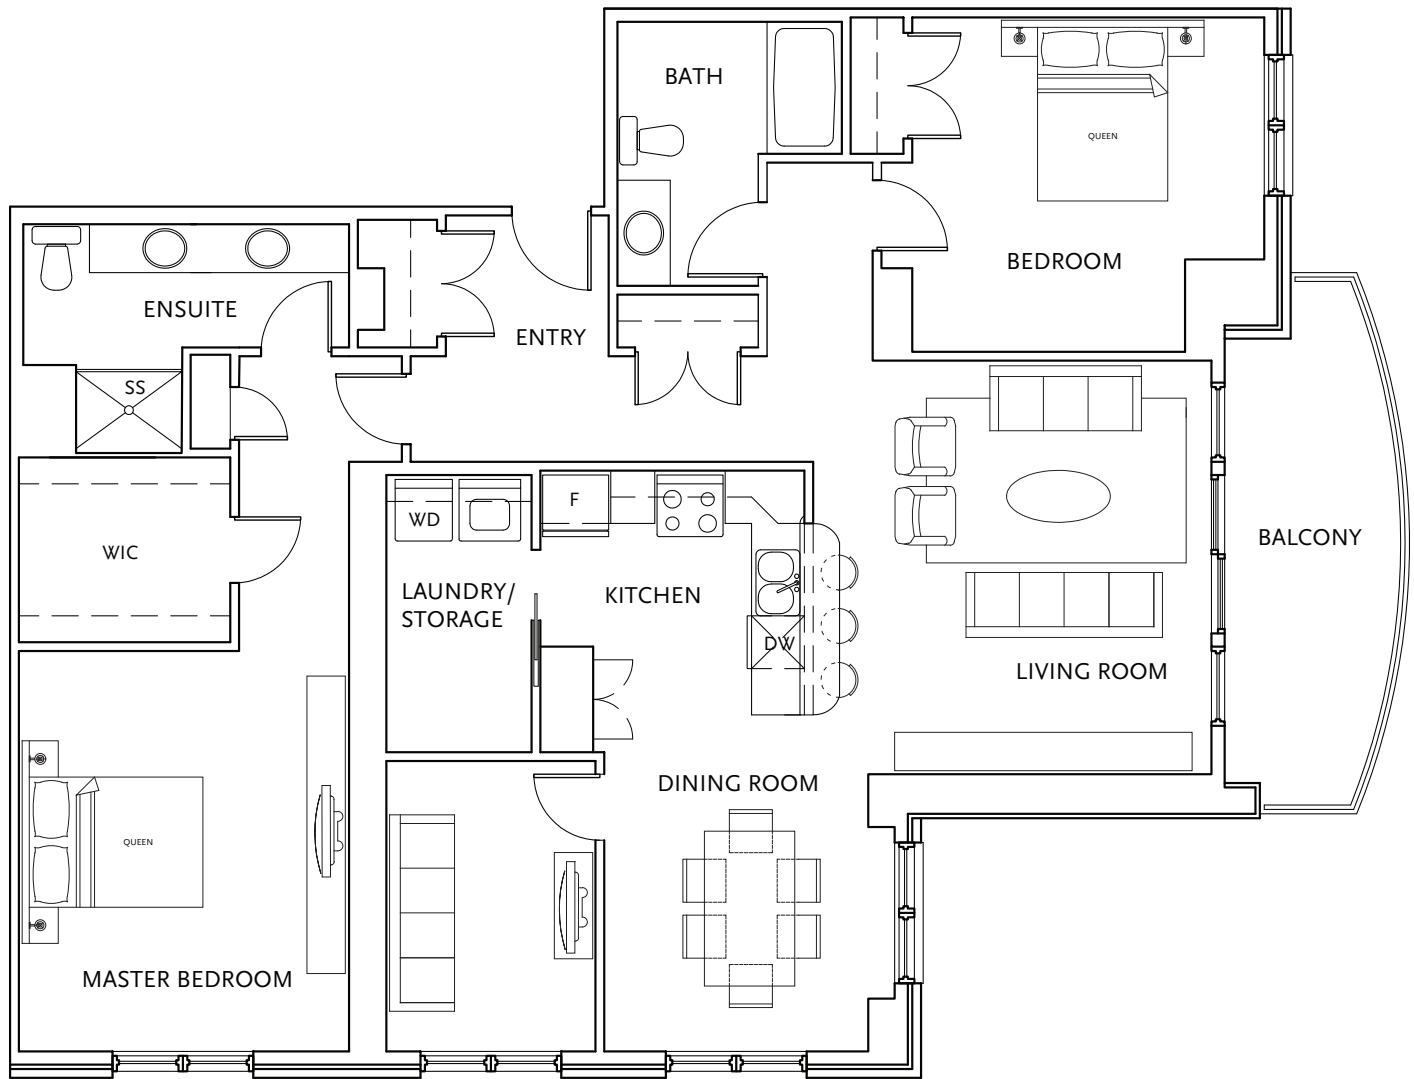 BATH
QUEEN
BEDROOM
ENSUITE
ENTRY
SS
WIC
WD
F
BALCONY
LAUNDRY/
STORAGE
KITCHEN
DW
LIVING ROOM
DINING ROOM
QUEEN
MASTER BEDROOM